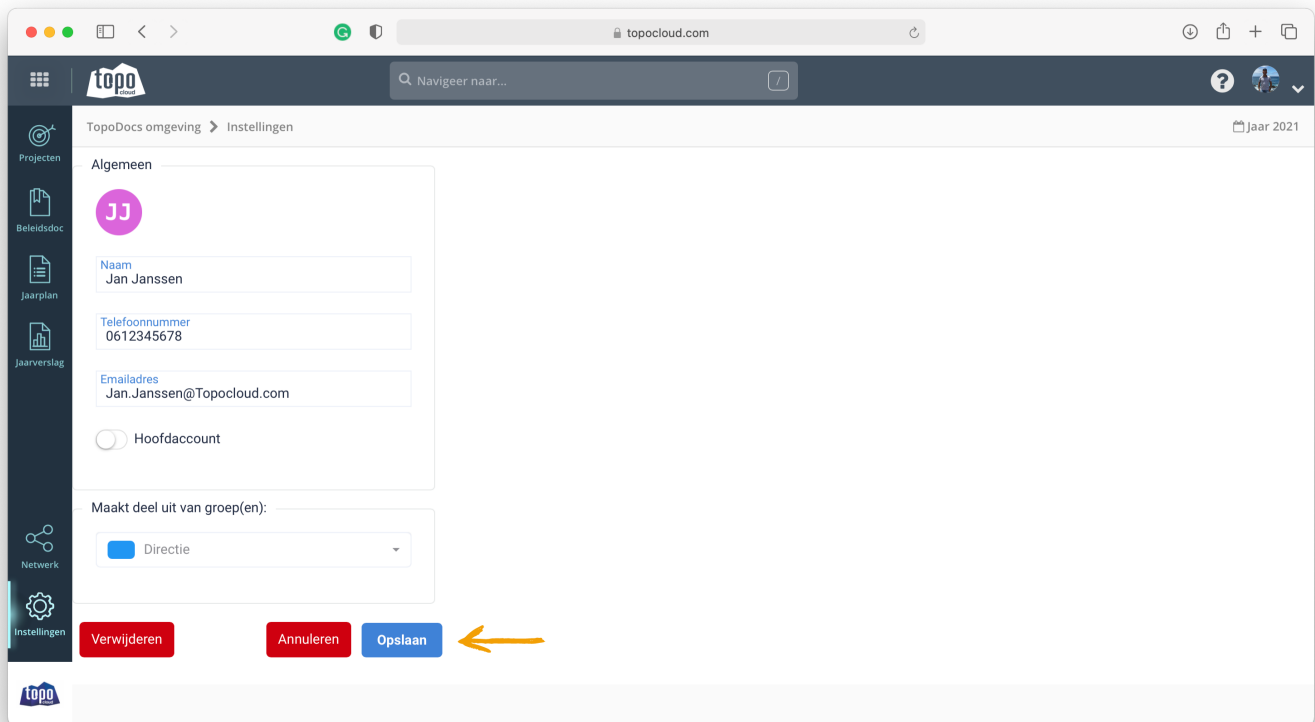 topocloud.com
topo
cloud
Navigeer naar...
/
?
TopoDocs omgeving > Instellingen
Jaar 2021
Projecten
Beleidsdoc
Jaarplan
Jaarverslag
Netwerk
Instellingen
Algemeen
JJ
Naam
Jan Janssen
Telefoonnummer
0612345678
Emailadres
Jan.Janssen@Topocloud.com
Hoofdaccount
Maakt deel uit van groep(en):
Directie
Verwijderen
Annuleren
Opslaan
topo
cloud